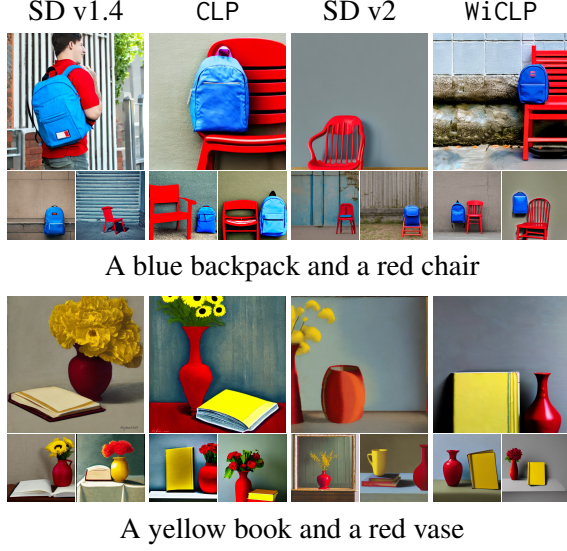 SD v1.4 CLP SD v2 WiCLP
A blue backpack and a red chair
A yellow book and a red vase